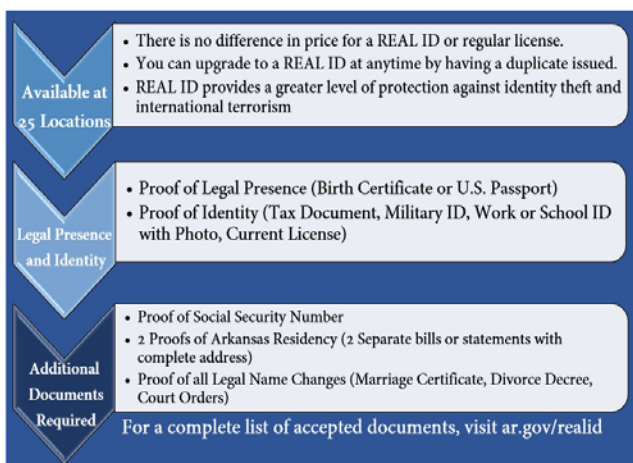 Available at
25 Locations
• There is no difference in price for a REAL ID or regular license.
• You can upgrade to a REAL ID at anytime by having a duplicate issued.
• REAL ID provides a greater level of protection against identity theft and
international terrorism
Legal Presence
and Identity
• Proof of Legal Presence (Birth Certificate or U.S. Passport)
• Proof of Identity (Tax Document, Military ID, Work or School ID
with Photo, Current License)
Additional
Documents
Required
• Proof of Social Security Number
• 2 Proofs of Arkansas Residency (2 Separate bills or statements with
complete address)
• Proof of all Legal Name Changes (Marriage Certificate, Divorce Decree,
Court Orders)
For a complete list of accepted documents, visit ar.gov/realid